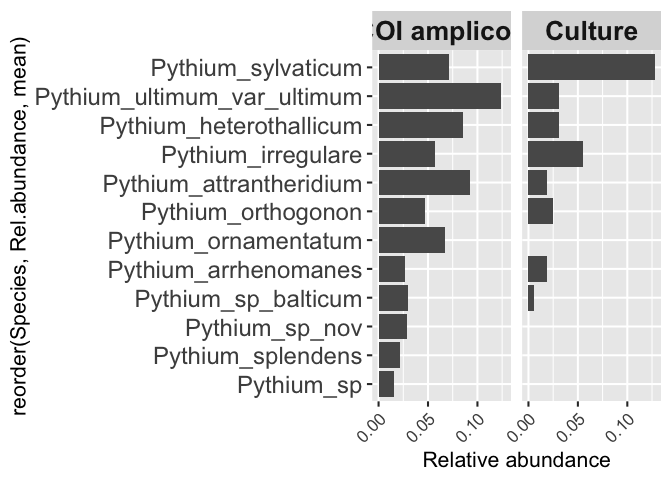 OI amplico
Culture
Pythium_sylvaticum
Pythium_ultimum_var_ultimum
Pythium_heterothallicum
Pythium_irregulare
Pythium_attrantheridium
Pythium_orthogonon
Pythium_ornamentatum
Pythium_arrhenomanes
Pythium_sp_balticum
Pythium_sp_nov
Pythium_splendens
Pythium_sp
reorder(Species, Rel.abundance, mean)
0.00 0.05 0.10
0.00 0.05 0.10
Relative abundance